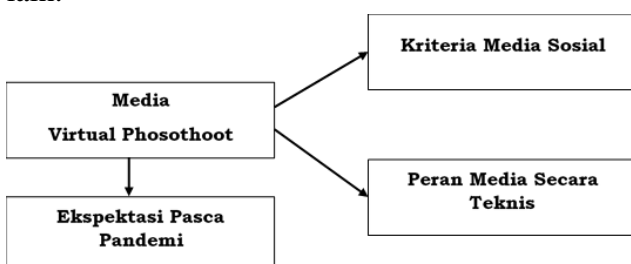 Kriteria Media Sosial
Media
Virtual Phosothoot
Peran Media Secara
Teknis
Ekspektasi Pasca
Pandemi